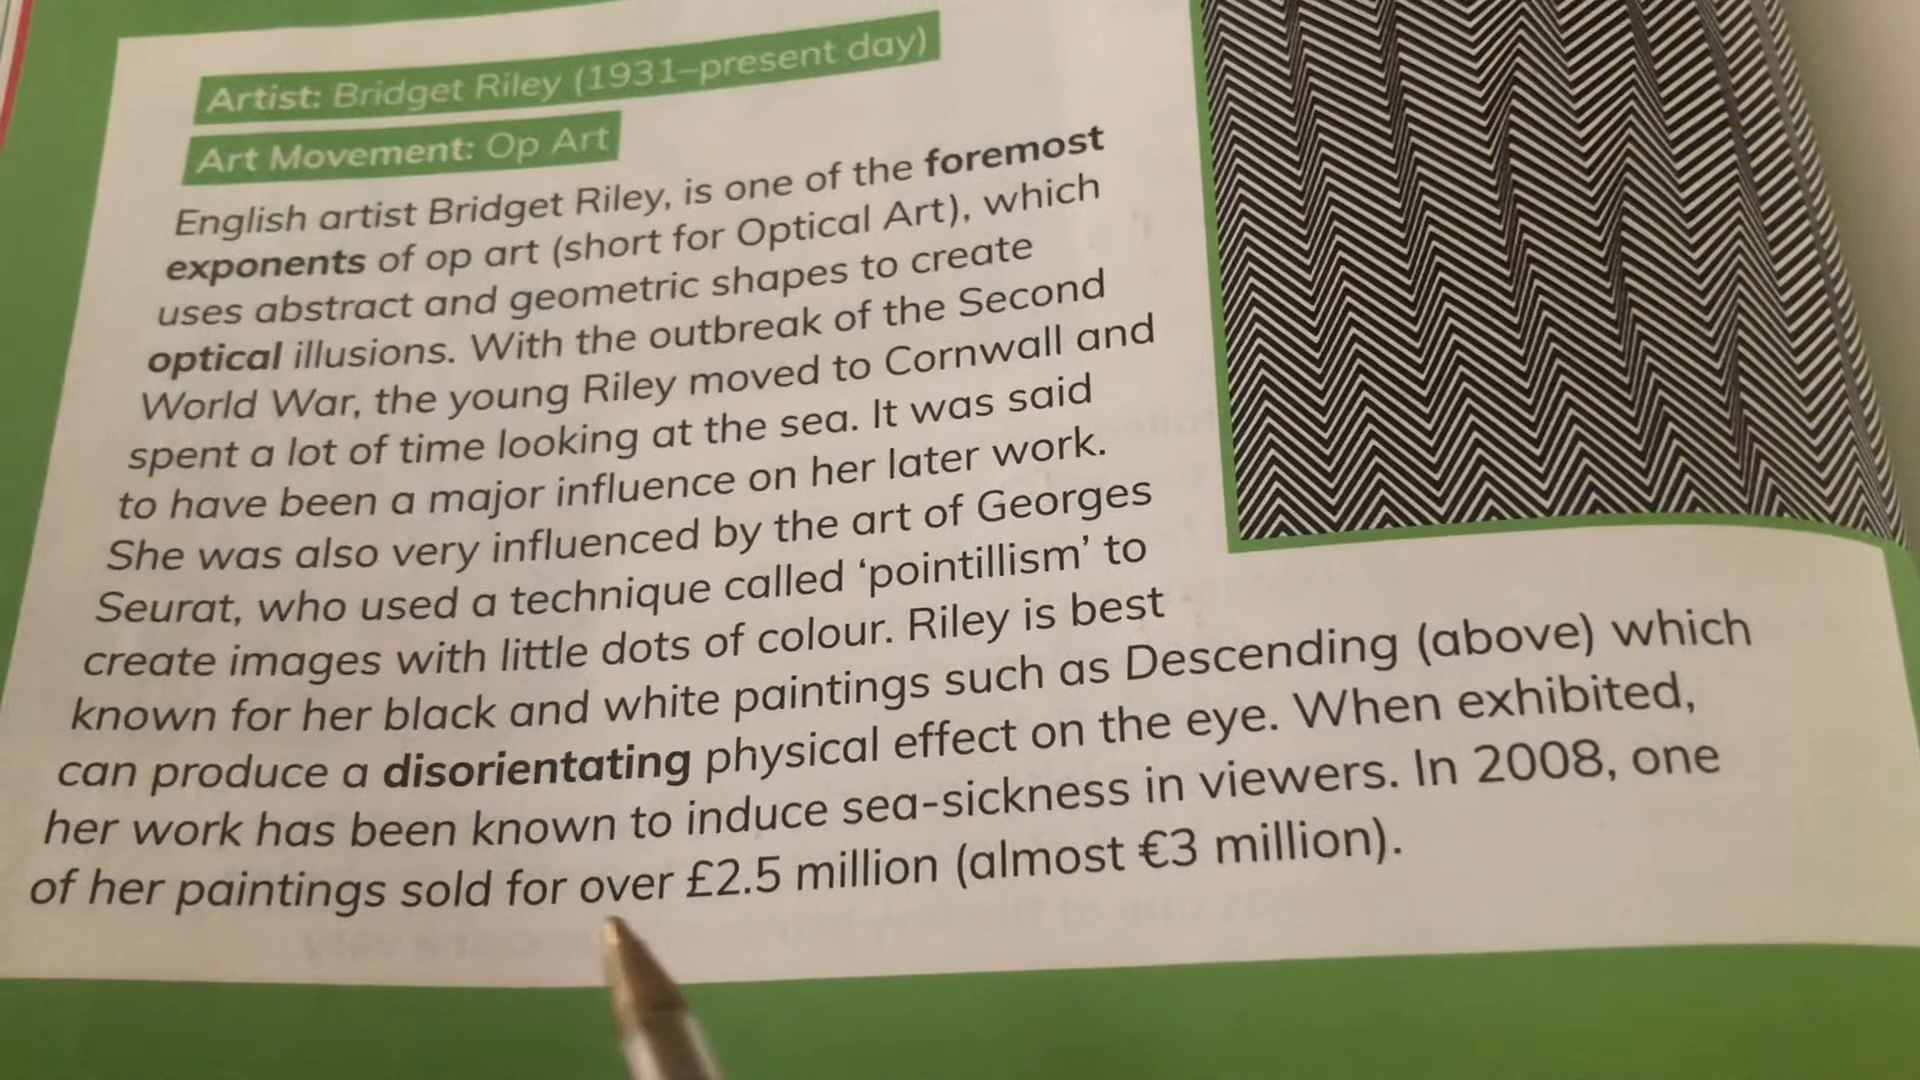 Artist: Bridget Riley (1931–present day)
Art Movement: Op Art
English artist Bridget Riley, is one of the foremost
exponents of op art (short for Optical Art), which
uses abstract and geometric shapes to create
optical illusions. With the outbreak of the Second
World War, the young Riley moved to Cornwall and
spent a lot of time looking at the sea. It was said
to have been a major influence on her later work.
She was also very influenced by the art of Georges
Seurat, who used a technique called ‘pointillism’ to
create images with little dots of colour. Riley is best
known for her black and white paintings such as Descending (above) which
can produce a disorientating physical effect on the eye. When exhibited,
her work has been known to induce sea-sickness in viewers. In 2008, one
of her paintings sold for over £2.5 million (almost €3 million).